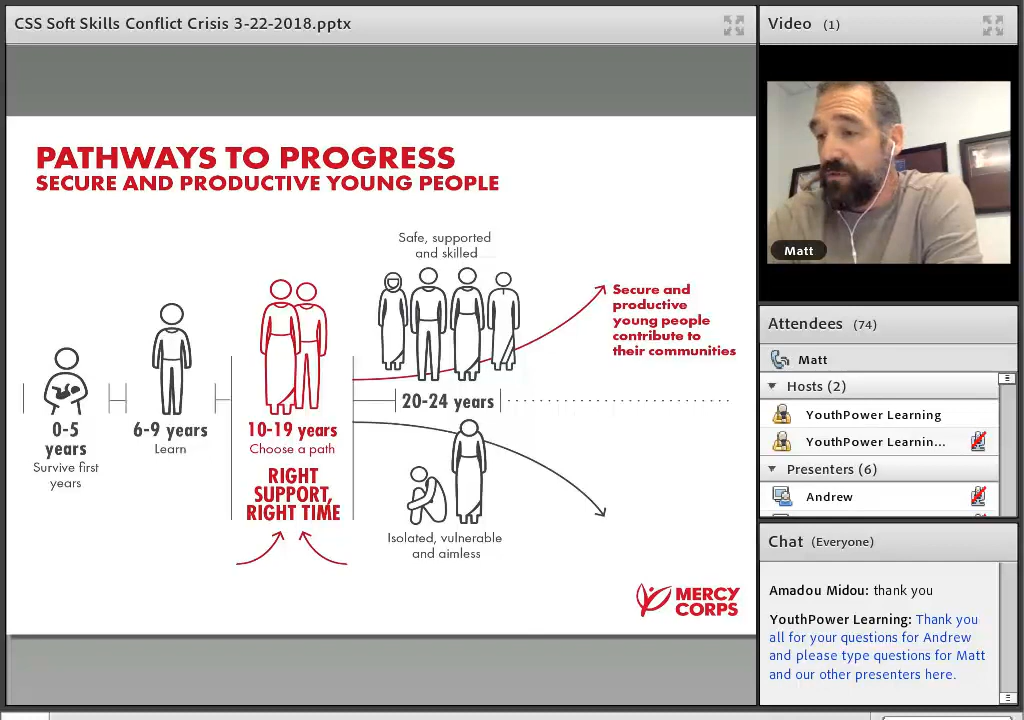 CSS Soft Skills Conflict Crisis 3-22-2018.pptx
PATHWAYS TO PROGRESS
SECURE AND PRODUCTIVE YOUNG PEOPLE
Safe, supported
and skilled
Secure and
productive
young people
contribute to
their communities
0-5
years
Survive first
years
6-9 years
Learn
10-19 years
Choose a path
RIGHT
SUPPORT,
RIGHT TIME
20-24 years
Isolated, vulnerable
and aimless
MERCY
CORPS
Video (1)
Matt
Attendees (74)
Matt
Hosts (2)
YouthPower Learning
YouthPower Learnin...
Presenters (6)
Andrew
Chat (Everyone)
Amadou Midou: thank you
YouthPower Learning: Thank you
all for your questions for Andrew
and please type questions for Matt
and our other presenters here.